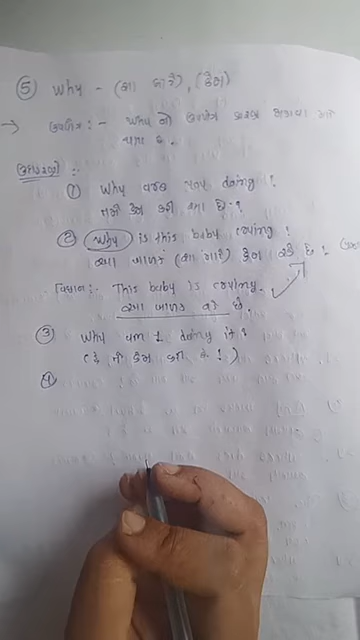 ⑤ Why - (શા માટે), (કેમ)
→ ઉપયોગ :- Why નો ઉપયોગ કારણ જાણવા માટે
થાય છે.
ઉદાહરણો :-
① Why are you doing?
તમે કેમ કરી રહ્યા છો?
② Why is this baby crying?
આ બાળક (શા માટે) કેમ રડે છે?
વિધાન :- This baby is crying.
આ બાળક રડે છે.
③ Why am I doing it?
(હું તે કેમ કરી
④